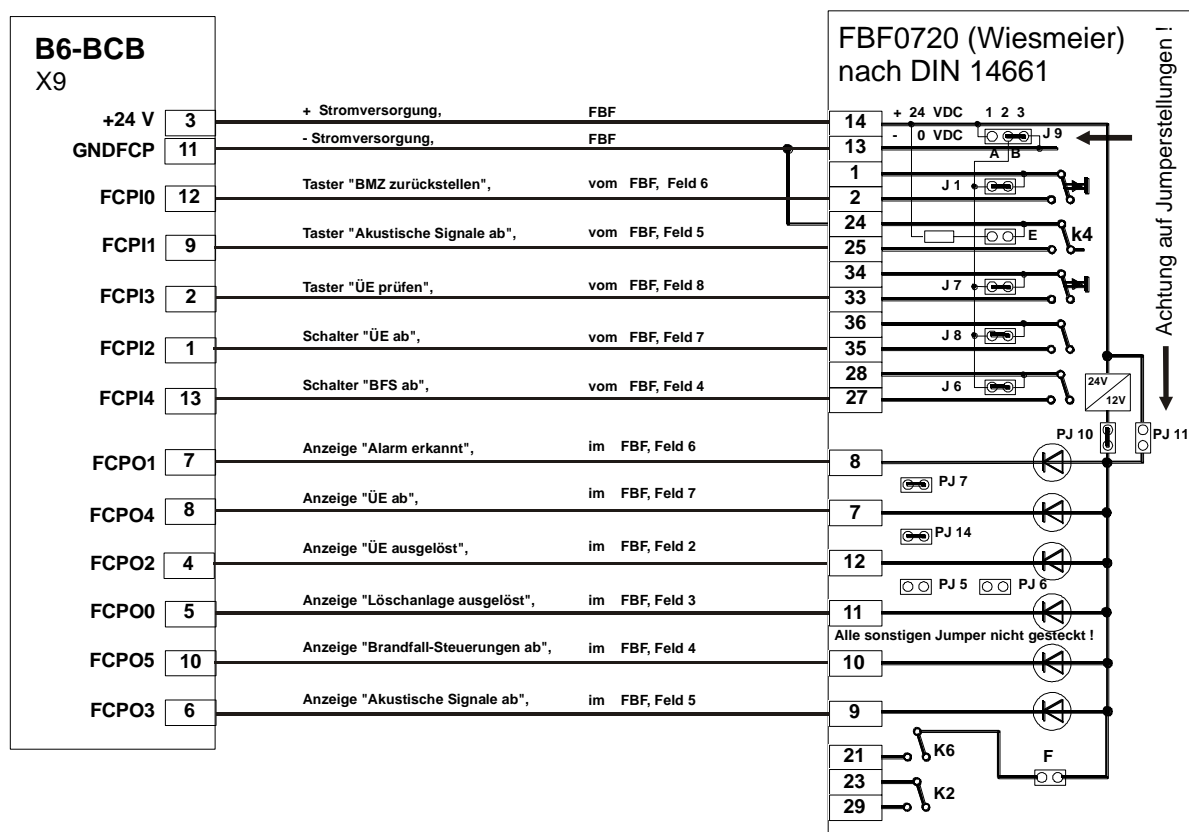 B6-BCB
X9
FBF0720 (Wiesmeier)
nach DIN 14661
Achtung auf Jumperstellungen !
+24 V 3 + Stromversorgung, FBF 14 + 24 VDC 1 2 3
GNDFCP 11 - Stromversorgung, FBF 13 - 0 VDC J 9
A B
1
FCPI0 12 Taster "BMZ zurückstellen", vom FBF, Feld 6 2 J 1
24
FCPI1 9 Taster "Akustische Signale ab", vom FBF, Feld 5 25 E k4
34
FCPI3 2 Taster "ÜE prüfen", vom FBF, Feld 8 33 J 7
36
FCPI2 1 Schalter "ÜE ab", vom FBF, Feld 7 35 J 8
28
FCPI4 13 Schalter "BFS ab", vom FBF, Feld 4 27 J 6
24V
12V
PJ 10 PJ 11
FCPO1 7 Anzeige "Alarm erkannt", im FBF, Feld 6 8
PJ 7
FCPO4 8 Anzeige "ÜE ab", im FBF, Feld 7 7
PJ 14
FCPO2 4 Anzeige "ÜE ausgelöst", im FBF, Feld 2 12
PJ 5 PJ 6
FCPO0 5 Anzeige "Löschanlage ausgelöst", im FBF, Feld 3 11
Alle sonstigen Jumper nicht gesteckt !
FCPO5 10 Anzeige "Brandfall-Steuerungen ab", im FBF, Feld 4 10
FCPO3 6 Anzeige "Akustische Signale ab", im FBF, Feld 5 9
21 K6 F
23
K2
29